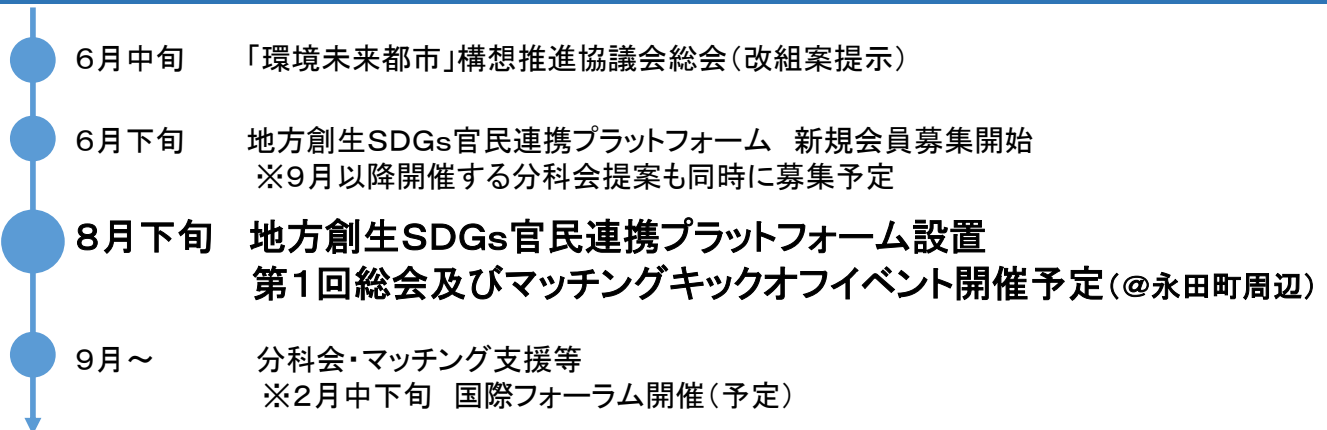 ６月中旬　「環境未来都市」構想推進協議会総会（改組案提示）
６月下旬　地方創生ＳＤＧｓ官民連携プラットフォーム　新規会員募集開始
※９月以降開催する分科会提案も同時に募集予定
８月下旬　地方創生ＳＤＧｓ官民連携プラットフォーム設置
第１回総会及びマッチングキックオフイベント開催予定（＠永田町周辺）
９月～　分科会・マッチング支援等
※２月中下旬　国際フォーラム開催（予定）